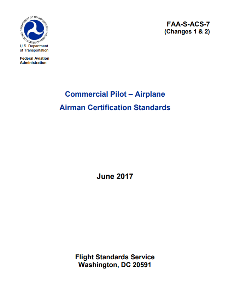 FAA-S-ACS-7
(Changes 1 & 2)
U.S. Department
of Transportation
Federal Aviation
Administration
Commercial Pilot – Airplane
Airman Certification Standards
June 2017
Flight Standards Service
Washington, DC 20591